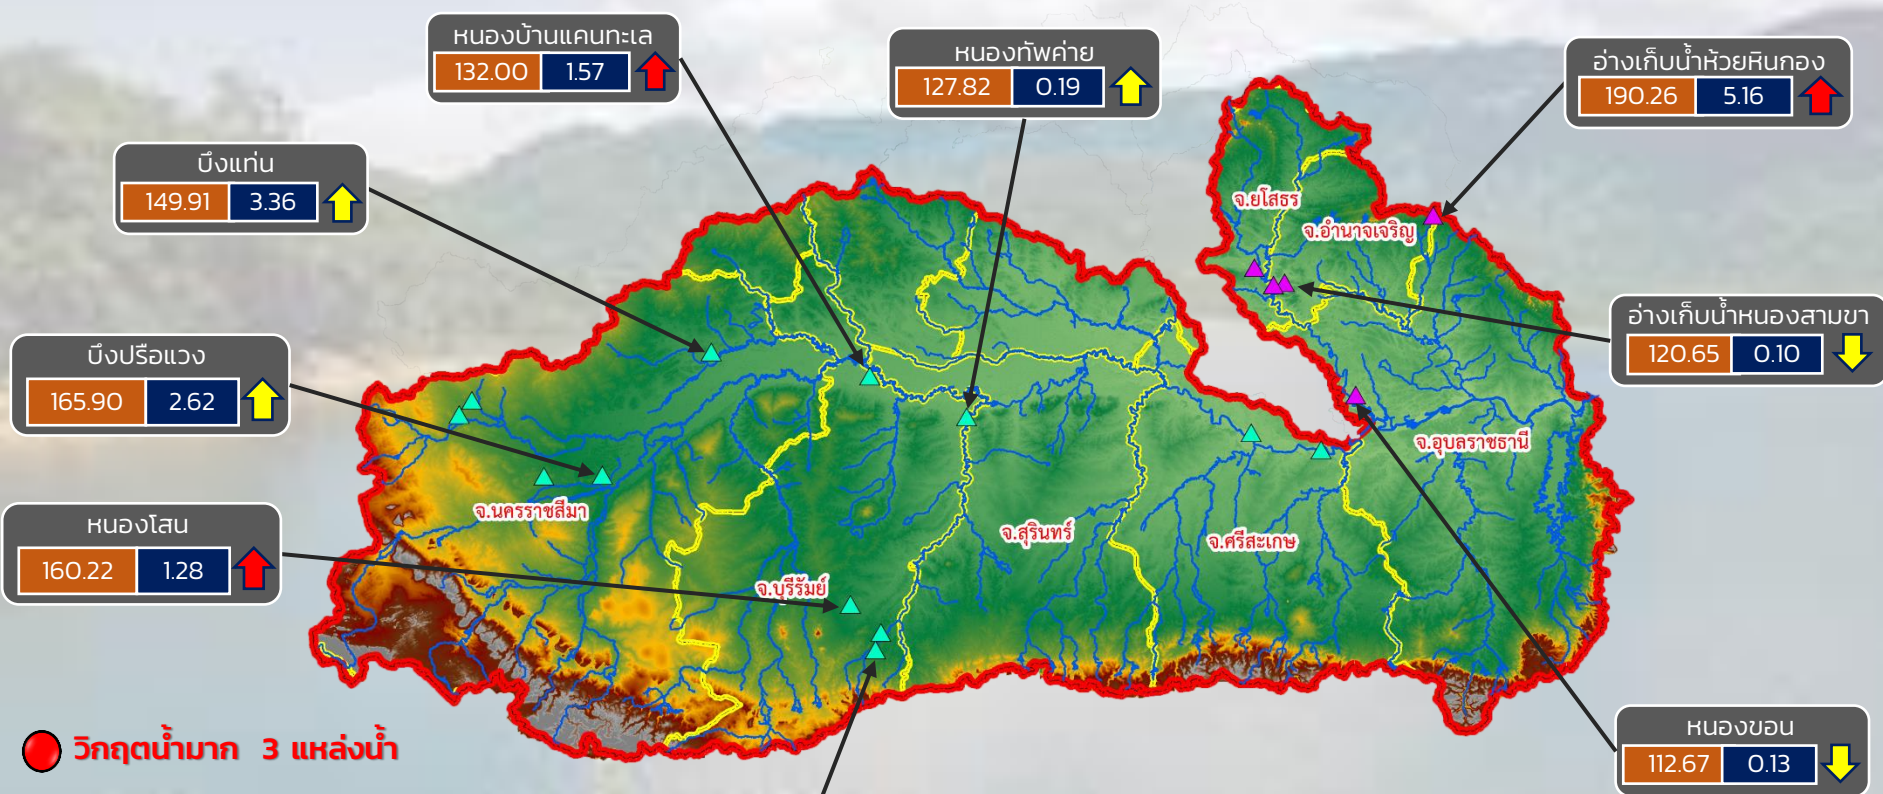 หนองบ้านแคนทะเล
132.00 1.57
หนองทัพค่าย
127.82 0.19
อ่างเก็บน้ำห้วยหินกอง
190.26 5.16
บึงแท่น
149.91 3.36
จ.ยโสธร
จ.อำนาจเจริญ
อ่างเก็บน้ำหนองสามขา
120.65 0.10
บึงปรือแวง
165.90 2.62
จ.อุบลราชธานี
จ.นครราชสีมา
หนองโสน
160.22 1.28
จ.สุรินทร์
จ.ศรีสะเกษ
จ.บุรีรัมย์
หนองขอน
112.67 0.13
วิกฤตน้ำมาก 3 แหล่งน้ำ